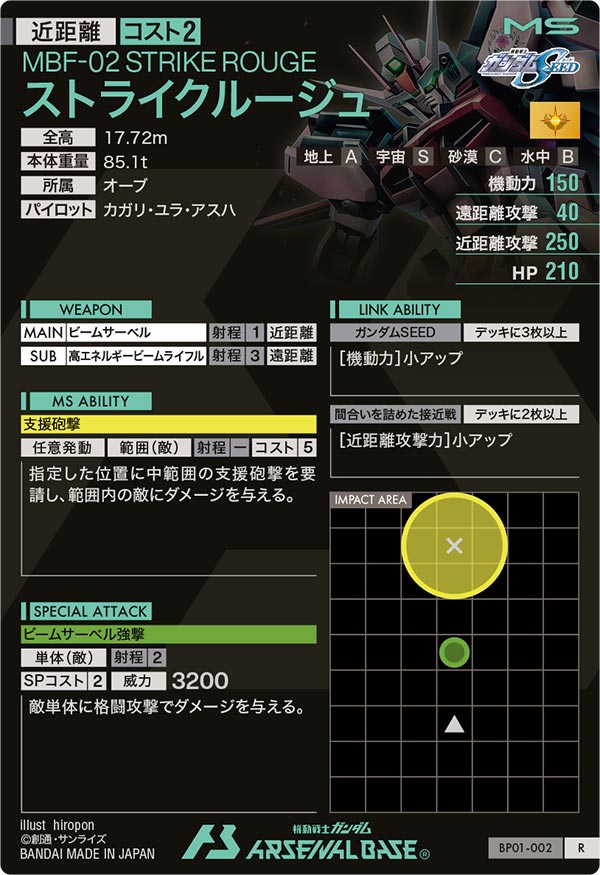 近距離 コスト2
MS
MBF-02 STRIKE ROUGE
ストライクルージュ
機動戦士
ガンダムSEED
全高 17.72m
本体重量 85.1t
所属 オーブ
パイロット カガリ・ユラ・アスハ
地上 A 宇宙 S 砂漠 C 水中 B
機動力 150
遠距離攻撃 40
近距離攻撃 250
HP 210
WEAPON
MAIN ビームサーベル 射程 1 近距離
SUB 高エネルギービームライフル 射程 3 遠距離
MS ABILITY
支援砲撃
任意発動 範囲(敵) 射程 ー コスト 5
指定した位置に中範囲の支援砲撃を要
請し、範囲内の敵にダメージを与える。
SPECIAL ATTACK
ビームサーベル強撃
単体(敵) 射程 2
SPコスト 2 威力 3200
敵単体に格闘攻撃でダメージを与える。
LINK ABILITY
ガンダムSEED デッキに3枚以上
[機動力]小アップ
間合いを詰めた接近戦 デッキに2枚以上
[近距離攻撃力]小アップ
IMPACT AREA
illust hiropon
©創通・サンライズ
BANDAI MADE IN JAPAN
機動戦士ガンダム
AB ARSENAL BASE®
BP01-002 R